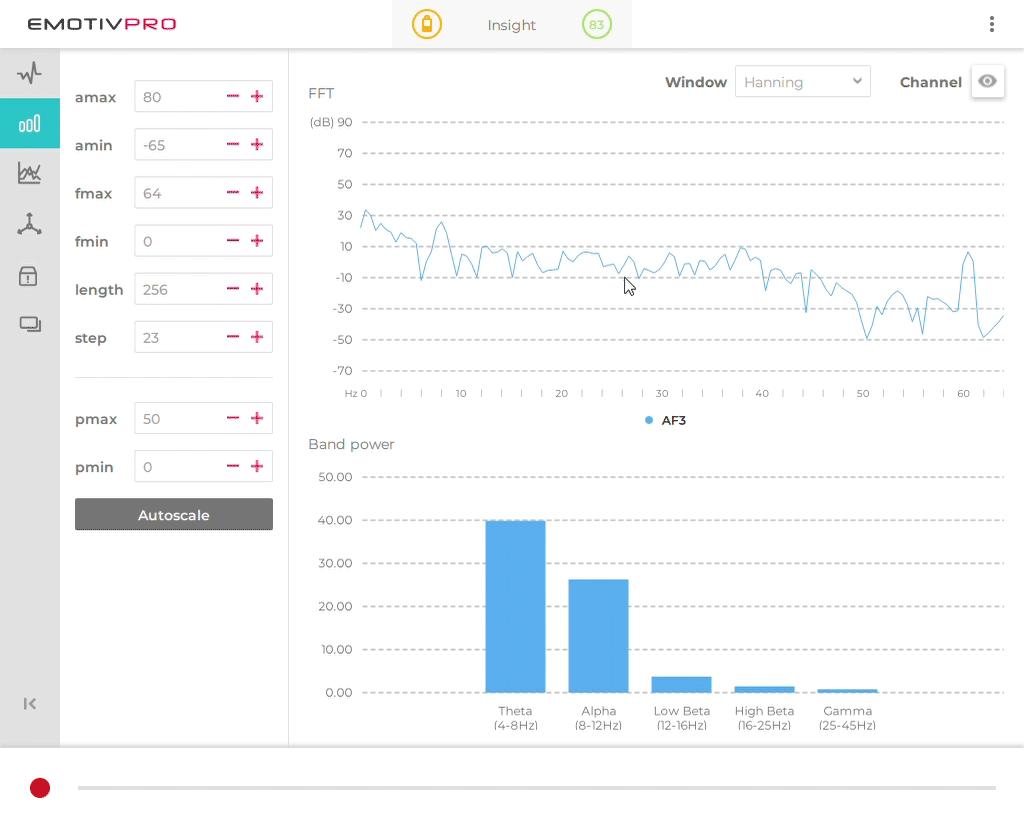 EMOTIVPRO
Insight
83
amax
80
amin
-65
fmax
64
fmin
0
length
256
step
23
pmax
50
pmin
0
Autoscale
FFT
Window
Hanning
Channel
(dB) 90
70
50
30
10
-10
-30
-50
-70
Hz 0 10 20 30 40 50 60
AF3
Band power
50.00
40.00
30.00
20.00
10.00
0.00
Theta Alpha Low Beta High Beta Gamma
(4-8Hz) (8-12Hz) (12-16Hz) (16-25Hz) (25-45Hz)